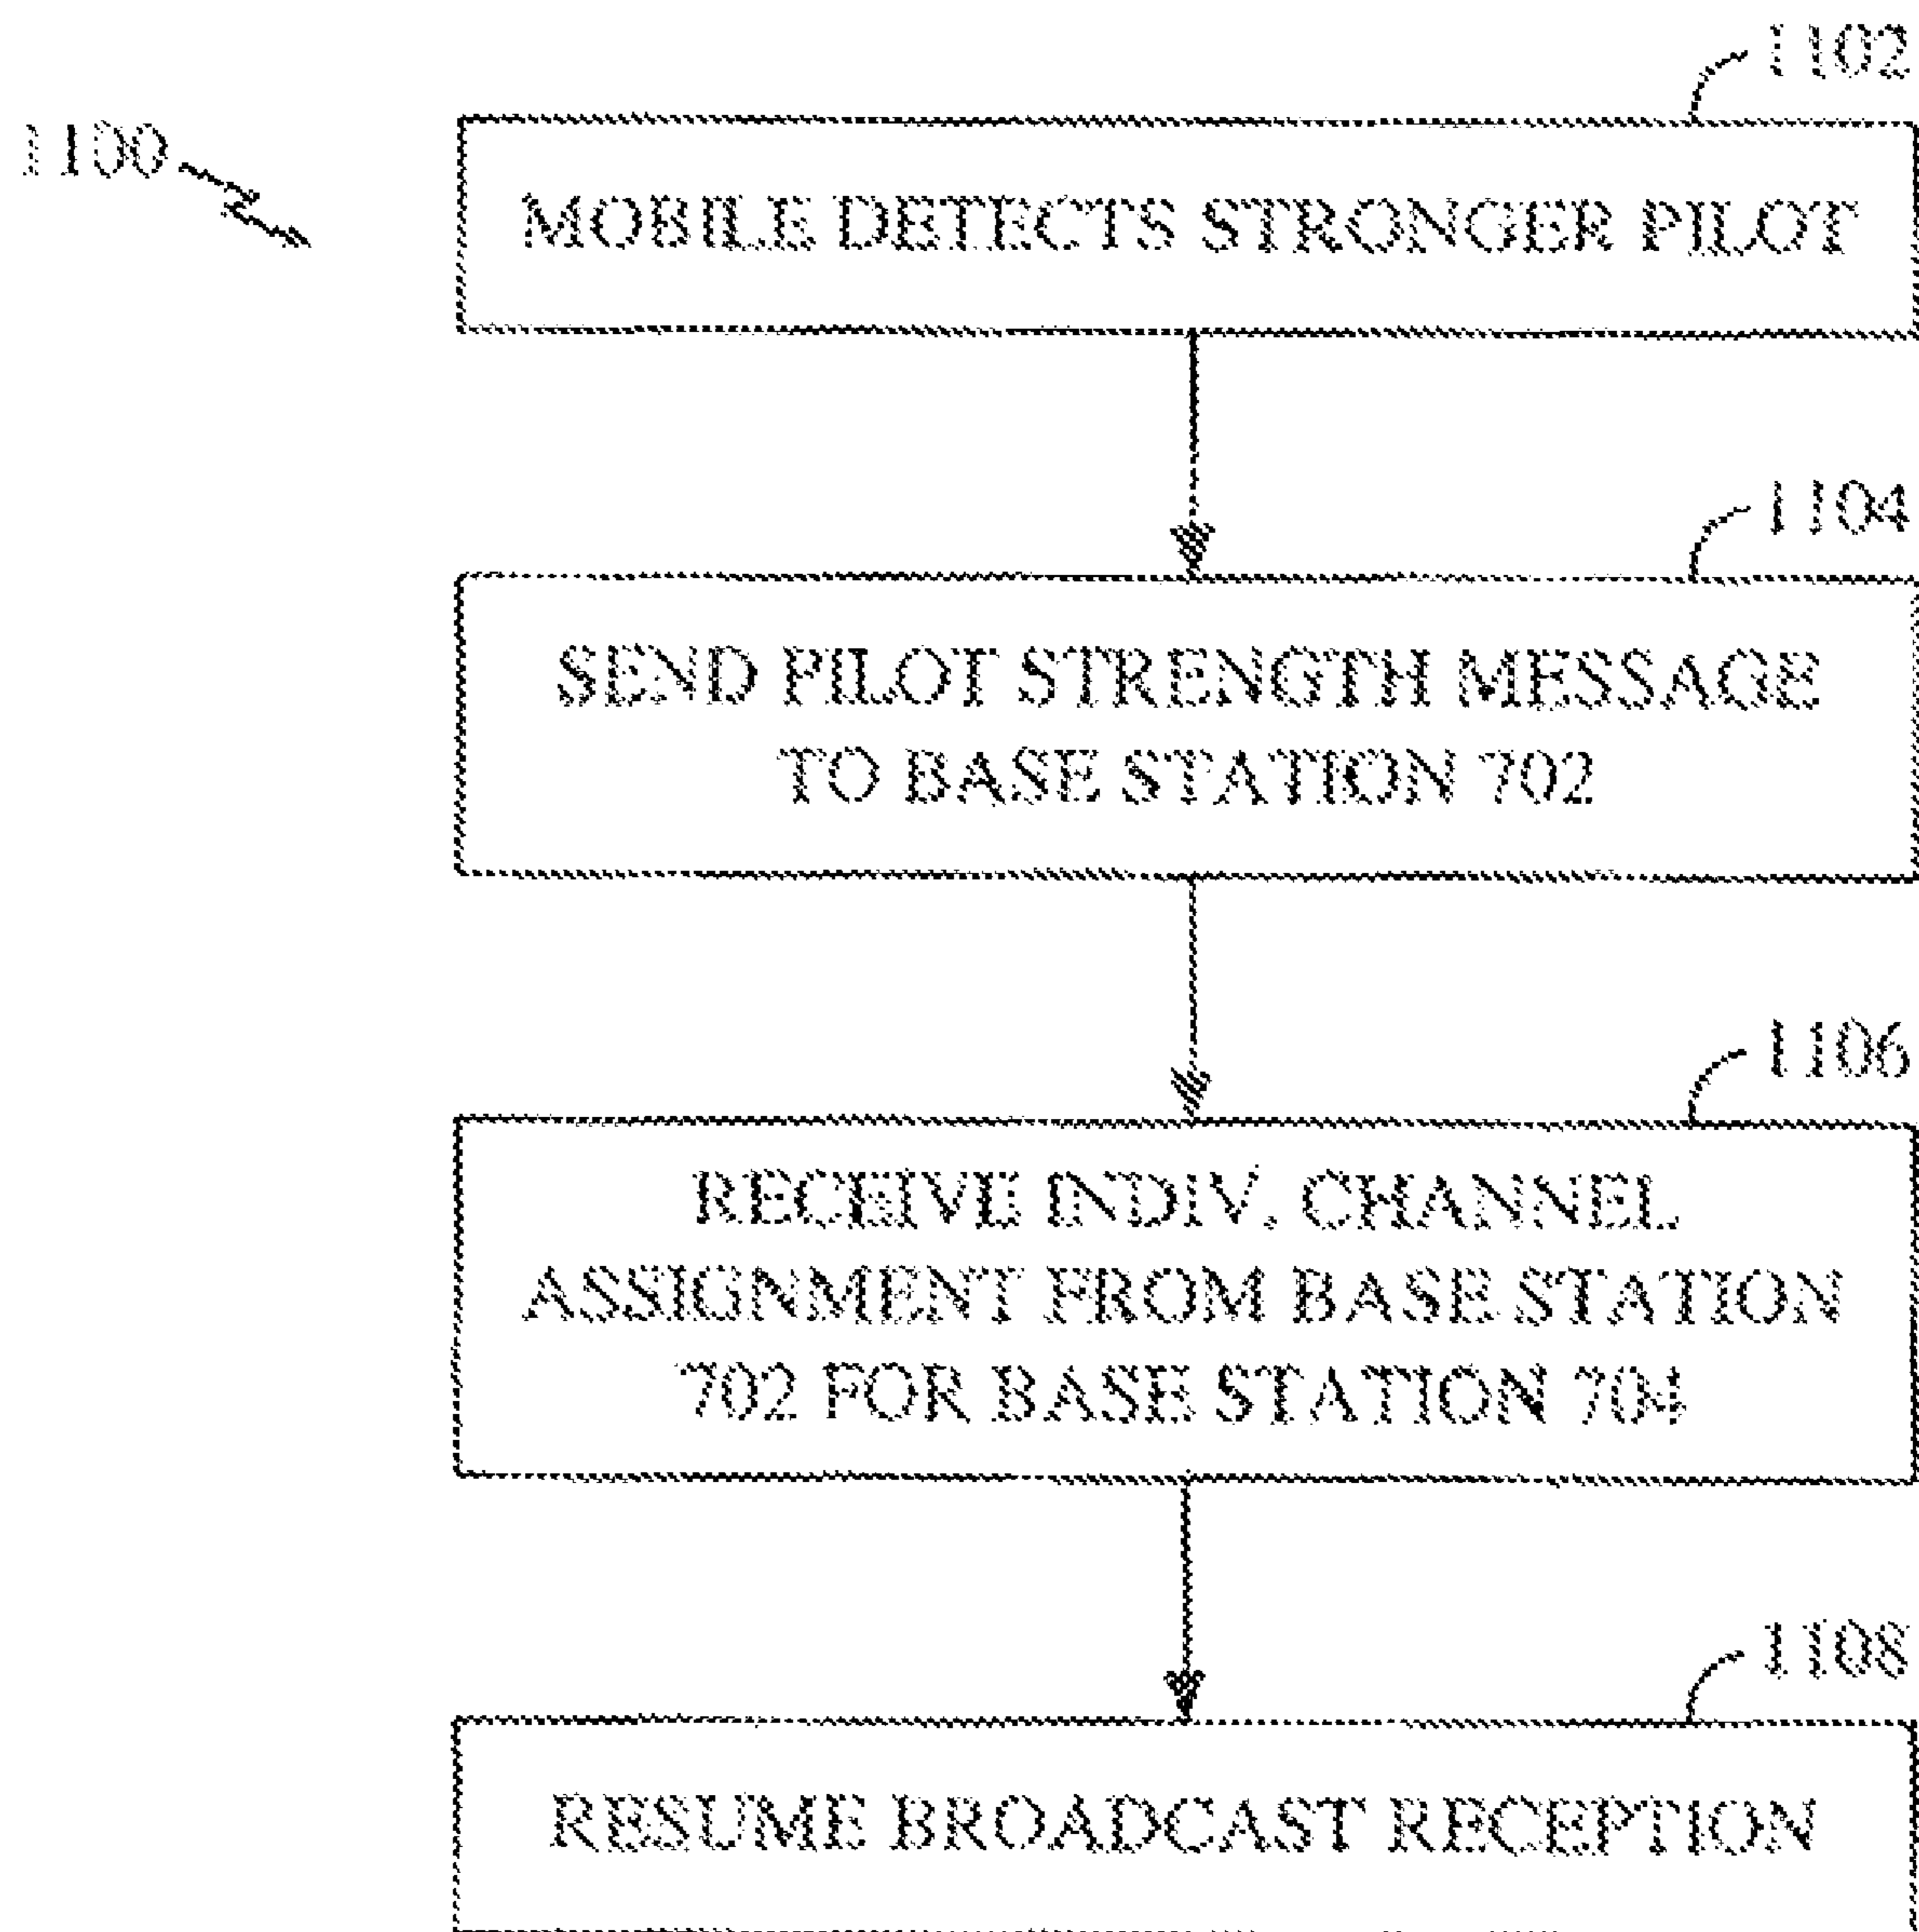 1102
1100
MOBILE DETECTS STRONGER PILOT
1104
SEND PILOT STRENGTH MESSAGE
TO BASE STATION 702
1106
RECEIVE INDIV. CHANNEL
ASSIGNMENT FROM BASE STATION
702 FOR BASE STATION 704
1108
RESUME BROADCAST RECEPTION